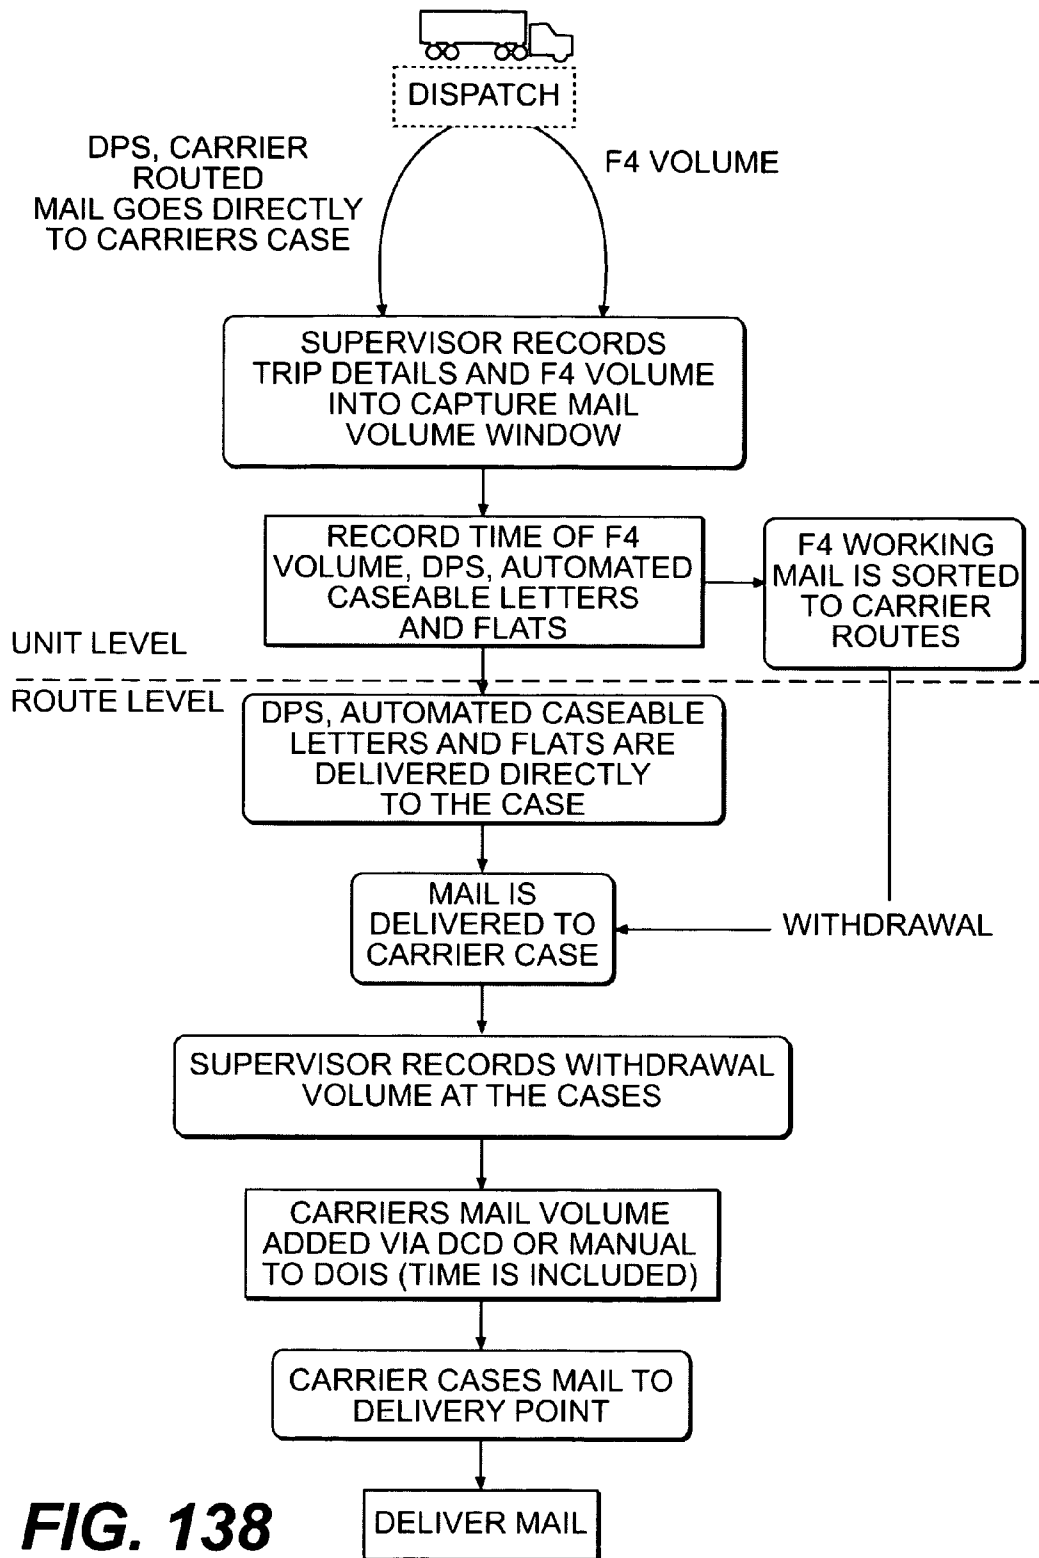 DISPATCH
DPS, CARRIER
ROUTED
MAIL GOES DIRECTLY
TO CARRIERS CASE
F4 VOLUME
SUPERVISOR RECORDS
TRIP DETAILS AND F4 VOLUME
INTO CAPTURE MAIL
VOLUME WINDOW
RECORD TIME OF F4
VOLUME, DPS, AUTOMATED
CASEABLE LETTERS
AND FLATS
F4 WORKING
MAIL IS SORTED
TO CARRIER
ROUTES
UNIT LEVEL
ROUTE LEVEL
DPS, AUTOMATED CASEABLE
LETTERS AND FLATS ARE
DELIVERED DIRECTLY
TO THE CASE
MAIL IS
DELIVERED TO
CARRIER CASE
WITHDRAWAL
SUPERVISOR RECORDS WITHDRAWAL
VOLUME AT THE CASES
CARRIERS MAIL VOLUME
ADDED VIA DCD OR MANUAL
TO DOIS (TIME IS INCLUDED)
CARRIER CASES MAIL TO
DELIVERY POINT
DELIVER MAIL
FIG. 138